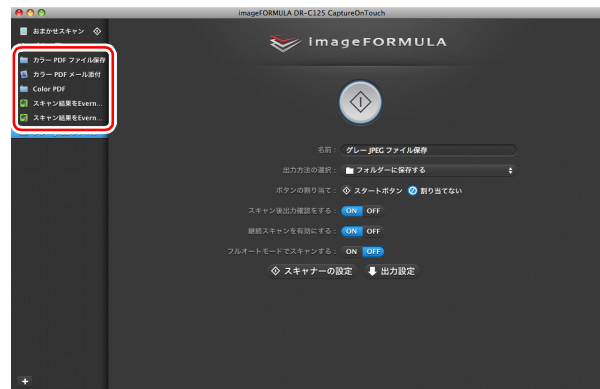 imageFORMULA DR-C125 CaptureOnTouch
おまかせスキャン
カラー PDF ファイル保存
カラー PDF メール添付
Color PDF
スキャン結果をEvern...
スキャン結果をEvern...
imageFORMULA
名前： グレー JPEG ファイル保存
出力方法の選択： フォルダーに保存する
ボタンの割り当て： スタートボタン 割り当てない
スキャン後出力確認をする： ON OFF
継続スキャンを有効にする： ON OFF
フルオートモードでスキャンする： ON OFF
スキャナーの設定 出力設定